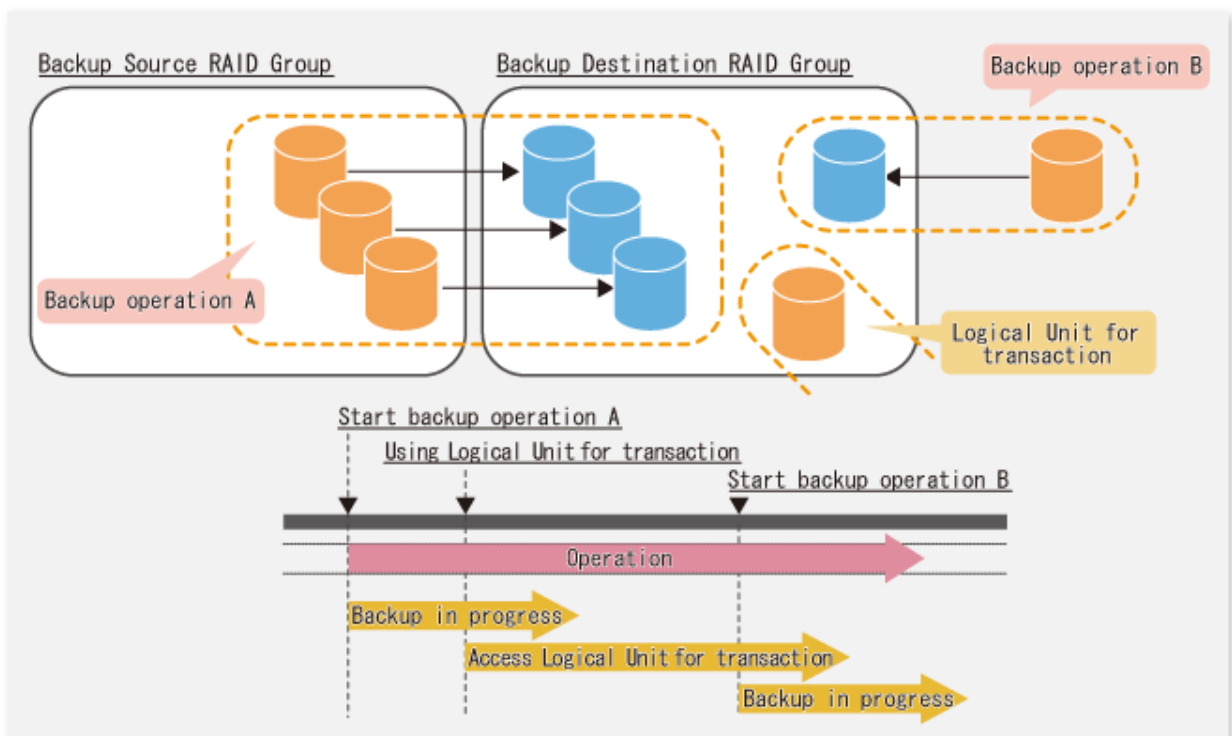 Backup Source RAID Group
Backup Destination RAID Group
Backup operation B
Backup operation A
Logical Unit for
transaction
Start backup operation A
Using Logical Unit for transaction
Start backup operation B
Operation
Backup in progress
Access Logical Unit for transaction
Backup in progress